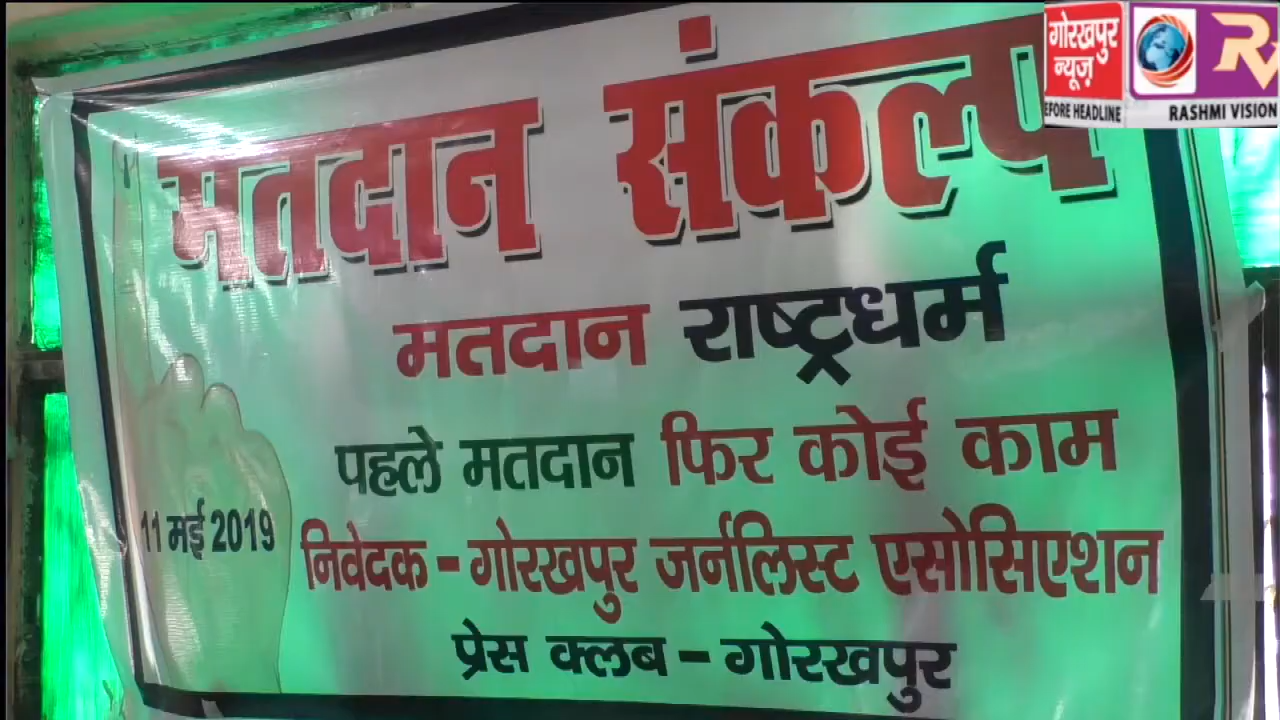 मतदान संकल्प
मतदान राष्ट्रधर्म
पहले मतदान फिर कोई काम
11 मई 2019
निवेदक - गोरखपुर जर्नलिस्ट एसोसिएशन
प्रेस क्लब - गोरखपुर
गोरखपुर
न्यूज़
EFORE HEADLINE
RV
RASHMI VISION